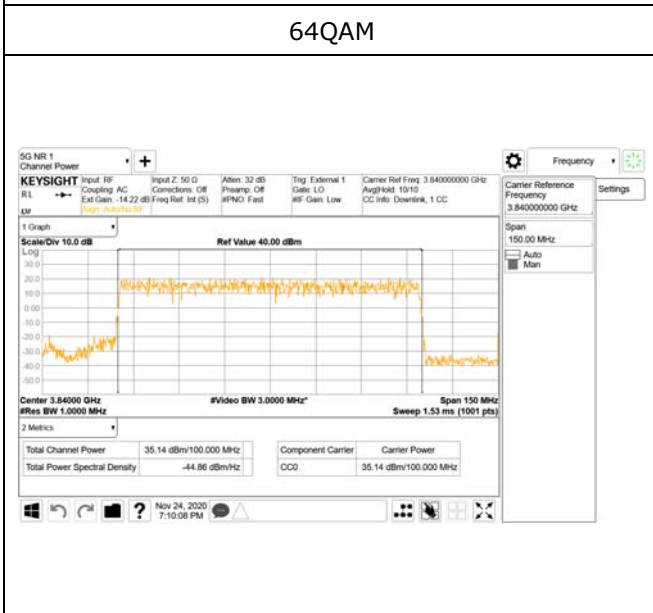 64QAM
5G NR 1
Channel Power
Frequency
KEYSIGHT
Input: RF
Input Z: 50 Ω
Atten: 32 dB
Trig: External 1
Carrier Ref Freq: 3.840000000 GHz
RL
Coupling: AC
Corrections: Off
Preamp: Off
Gate: LO
Avg|Hold: 10/10
Ext Gain: -14.22 dB
Freq Ref: Int (S)
#PNO: Fast
#IF Gain: Low
CC Info: Downlink, 1 CC
Align: Auto/No RF
Carrier Reference
Frequency
3.840000000 GHz
Settings
Span
150.00 MHz
Auto
Man
1 Graph
Scale/Div 10.0 dB
Ref Value 40.00 dBm
Log
30.0
20.0
10.0
0.00
-10.0
-20.0
-30.0
-40.0
-50.0
Center 3.84000 GHz
#Video BW 3.0000 MHz*
Span 150 MHz
#Res BW 1.0000 MHz
Sweep 1.53 ms (1001 pts)
2 Metrics
Total Channel Power
35.14 dBm/100.000 MHz
Component Carrier
Carrier Power
Total Power Spectral Density
-44.86 dBm/Hz
CC0
35.14 dBm/100.000 MHz
?
Nov 24, 2020
7:10:08 PM